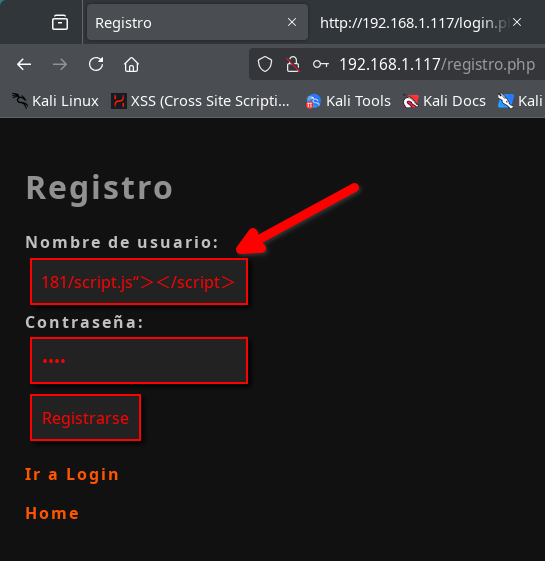 Registro
http://192.168.1.117/login.p
192.168.1.117/registro.php
Kali Linux
XSS (Cross Site Scripti...
Kali Tools
Kali Docs
Kali
Registro
Nombre de usuario:
181/script.js“＞＜/script＞
Contraseña:
••••
Registrarse
Ir a Login
Home